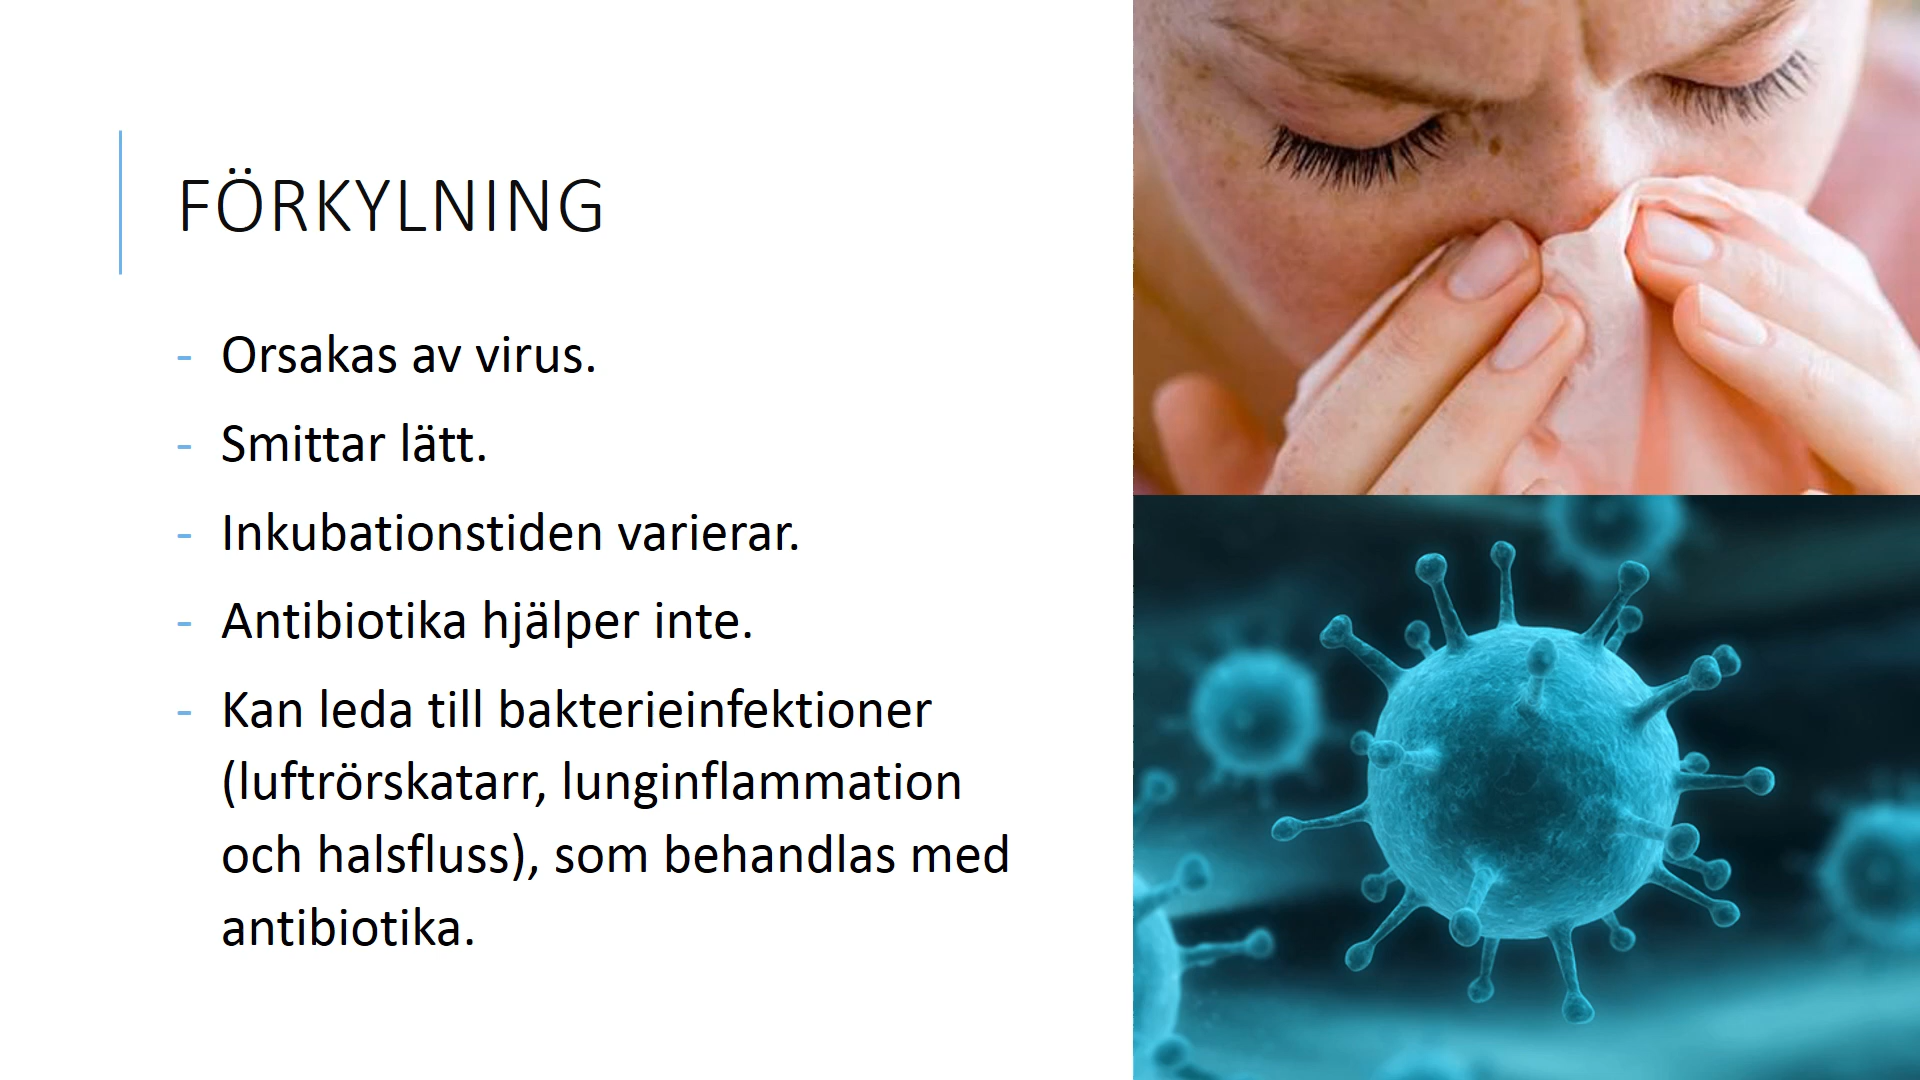 FÖRKYLNING
- Orsakas av virus.
- Smittar lätt.
- Inkubationstiden varierar.
- Antibiotika hjälper inte.
- Kan leda till bakterieinfektioner
(luftrörskatarr, lunginflammation
och halsfluss), som behandlas med
antibiotika.